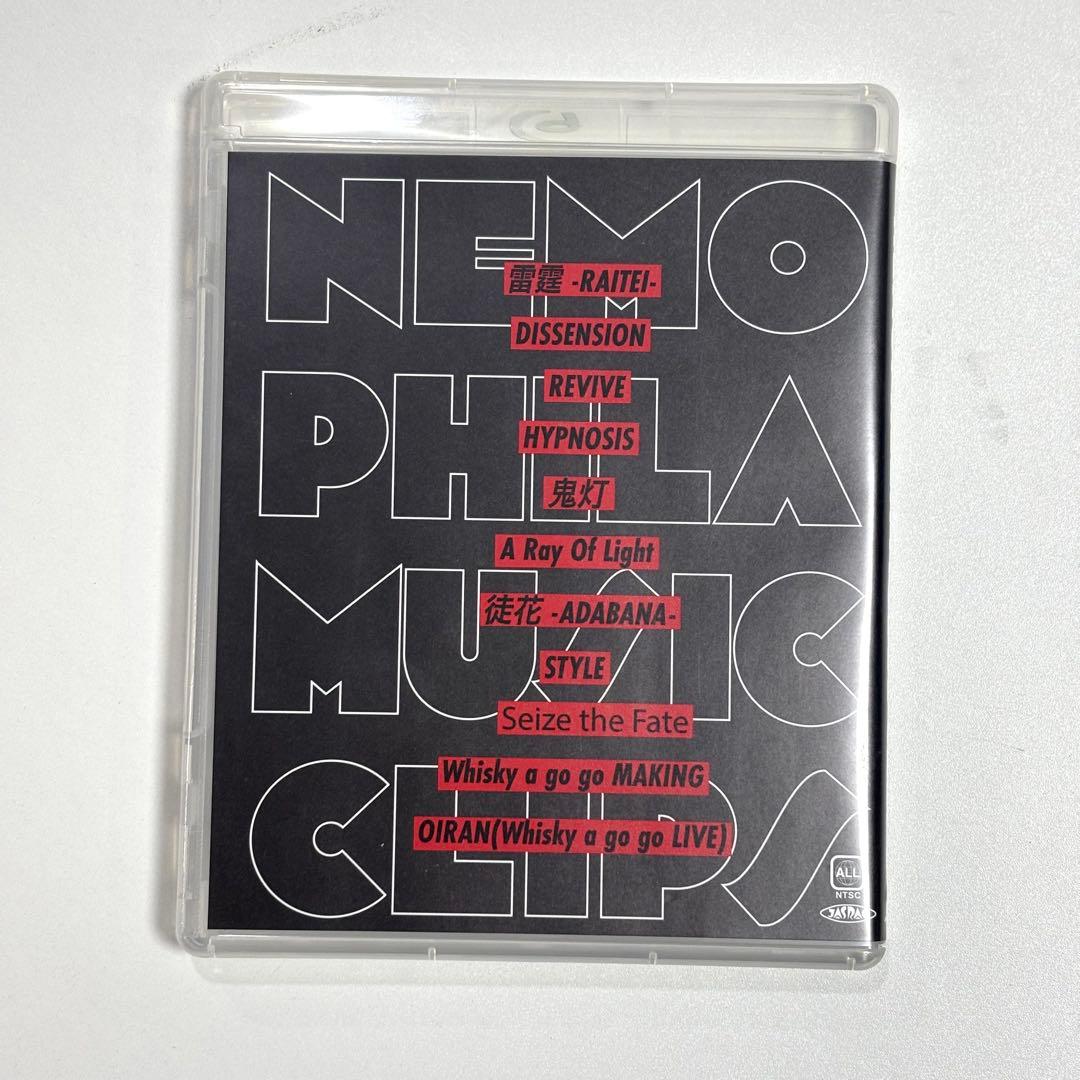 NEMO
PHILA
MUSIC
CLIPS
雷霆 -RAITEI-
DISSENSION
REVIVE
HYPNOSIS
鬼灯
A Ray Of Light
徒花 -ADABANA-
STYLE
Seize the Fate
Whisky a go go MAKING
OIRAN(Whisky a go go LIVE)
ALL
NTSC
JASRAC